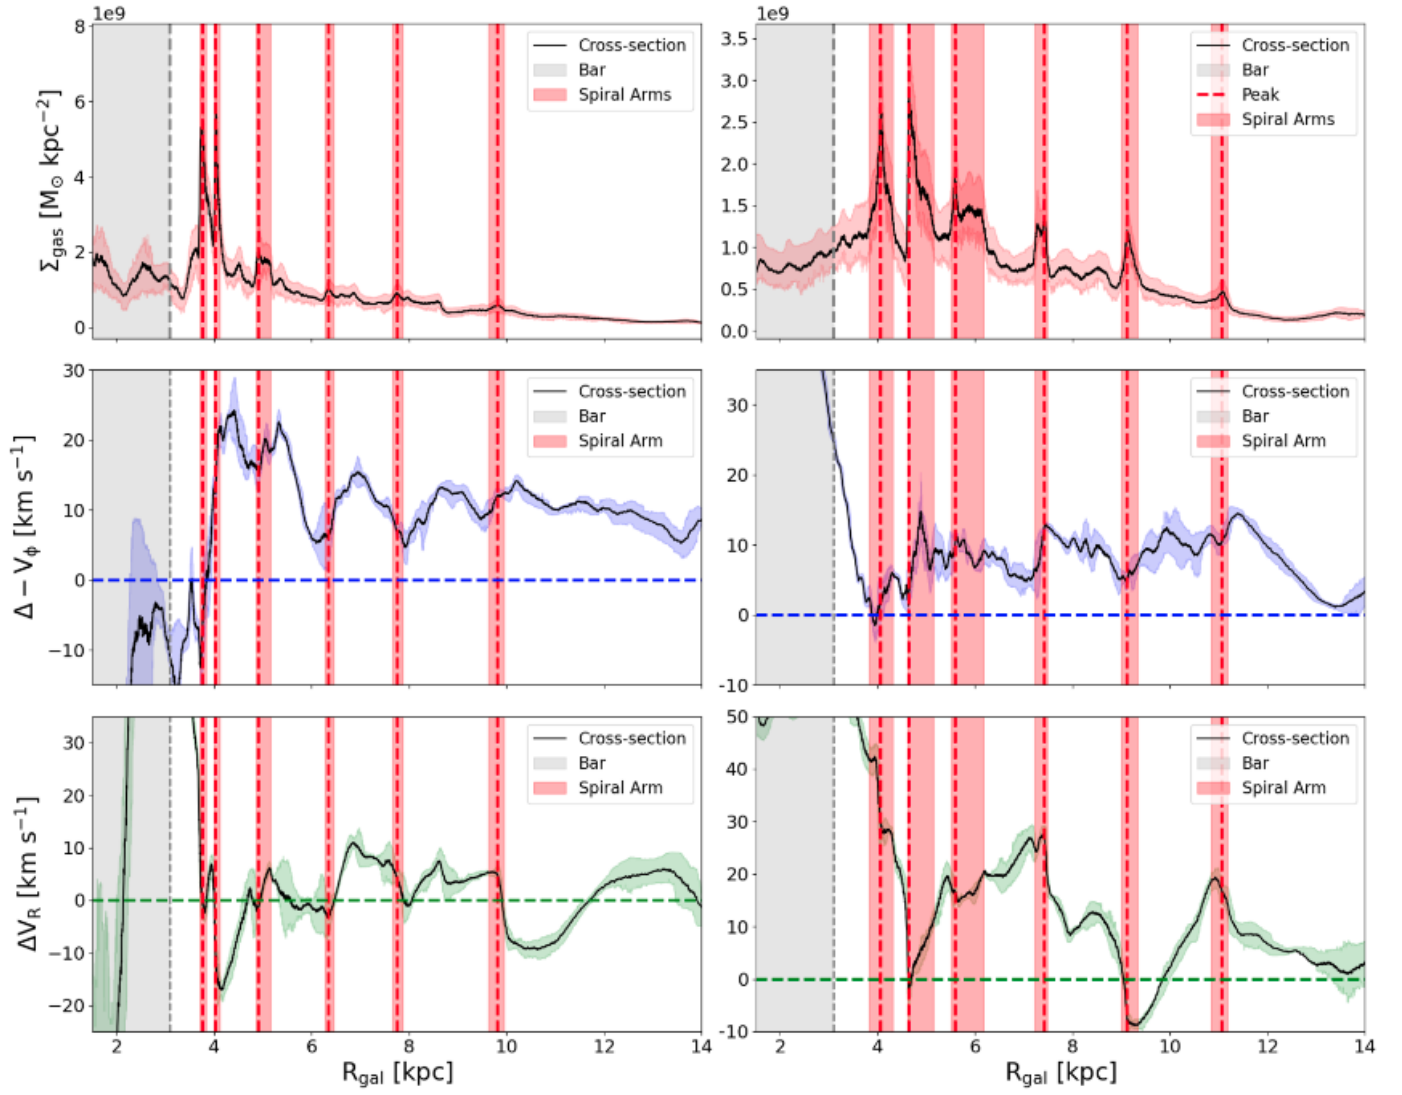 1e9
8
6
4
2
0
Σgas [M⊙ kpc−2]
Cross-section
Bar
Spiral Arms
1e9
3.5
3.0
2.5
2.0
1.5
1.0
0.5
0.0
Cross-section
Bar
Peak
Spiral Arms
30
20
10
0
−10
Δ − Vϕ [km s−1]
Cross-section
Bar
Spiral Arm
30
20
10
0
-10
Cross-section
Bar
Spiral Arm
30
20
10
0
−10
−20
ΔVR [km s−1]
Cross-section
Bar
Spiral Arm
2 4 6 8 10 12 14
Rgal [kpc]
50
40
30
20
10
0
-10
Cross-section
Bar
Spiral Arm
2 4 6 8 10 12 14
Rgal [kpc]